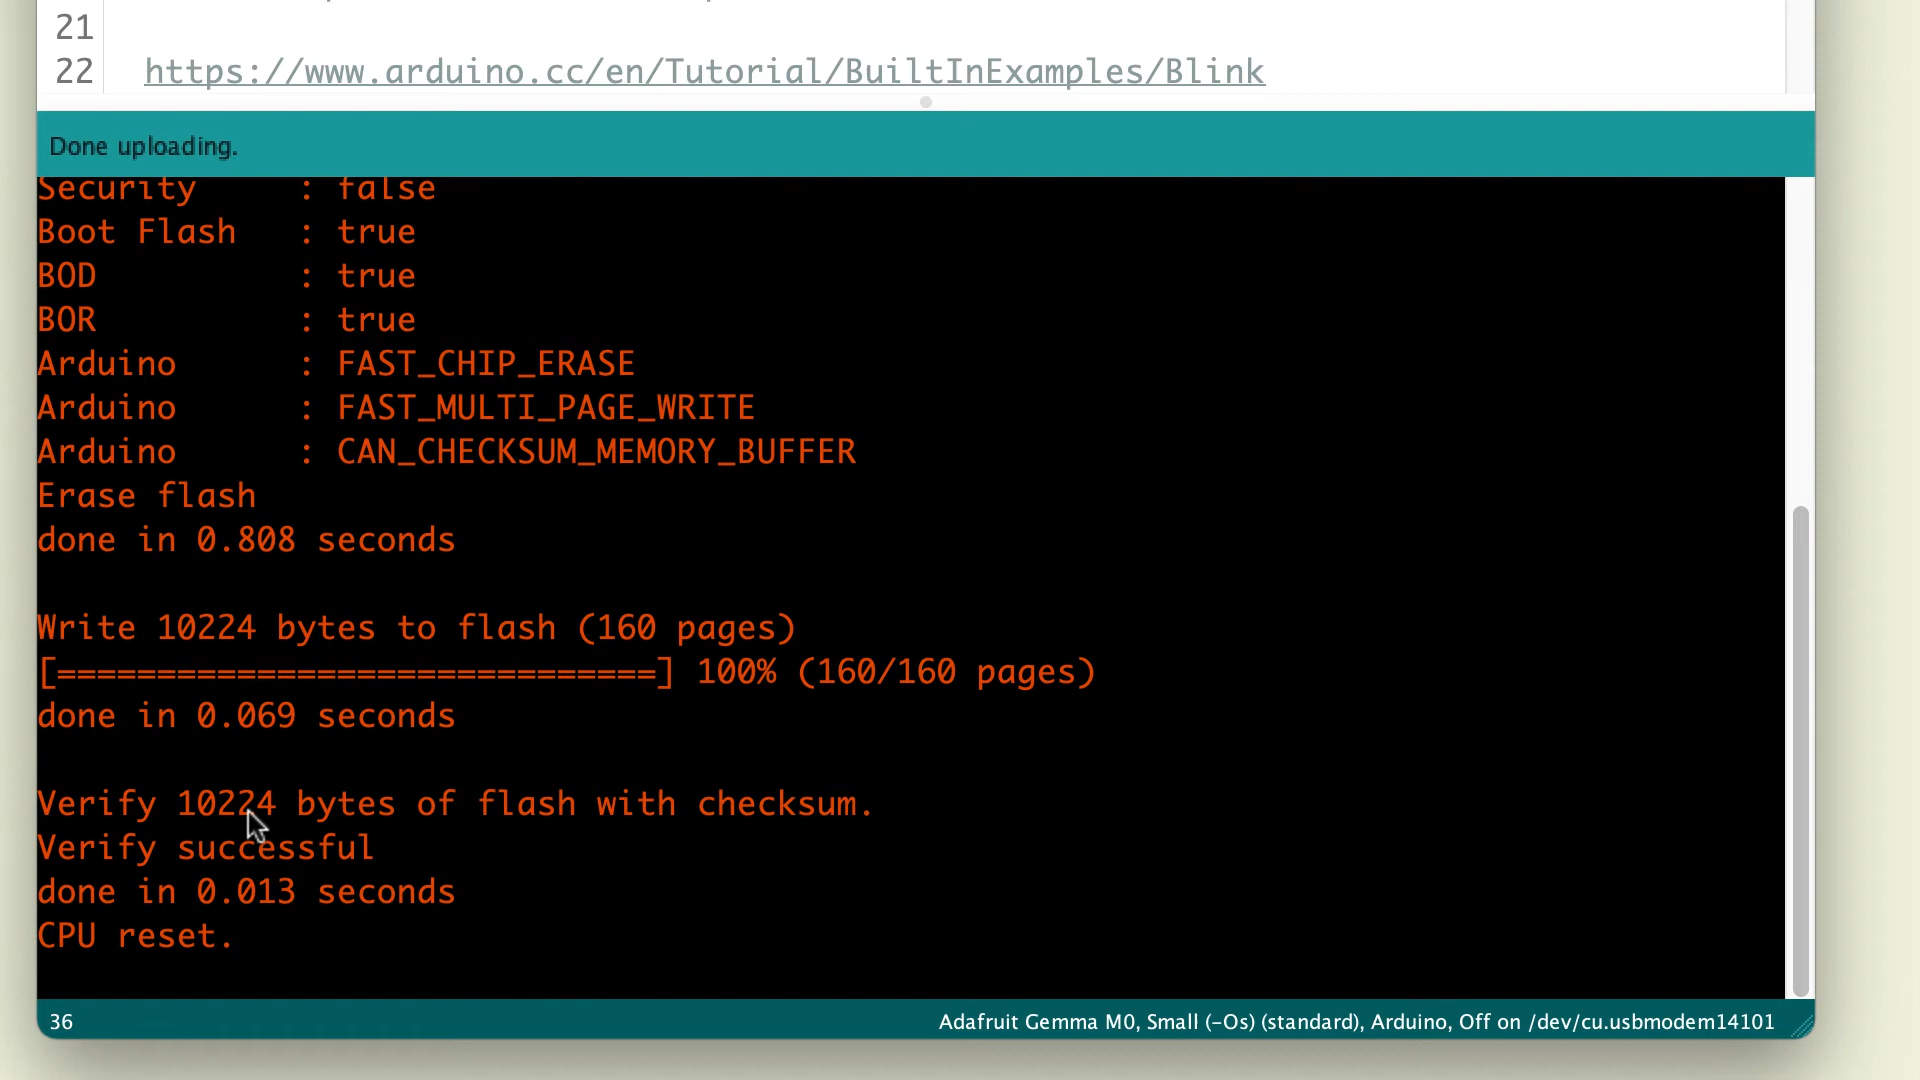 21
22 https://www.arduino.cc/en/Tutorial/BuiltInExamples/Blink
Done uploading.
Security : false
Boot Flash : true
BOD : true
BOR : true
Arduino : FAST_CHIP_ERASE
Arduino : FAST_MULTI_PAGE_WRITE
Arduino : CAN_CHECKSUM_MEMORY_BUFFER
Erase flash
done in 0.808 seconds
Write 10224 bytes to flash (160 pages)
[==============================] 100% (160/160 pages)
done in 0.069 seconds
Verify 10224 bytes of flash with checksum.
Verify successful
done in 0.013 seconds
CPU reset.
36 Adafruit Gemma M0, Small (-Os) (standard), Arduino, Off on /dev/cu.usbmodem14101